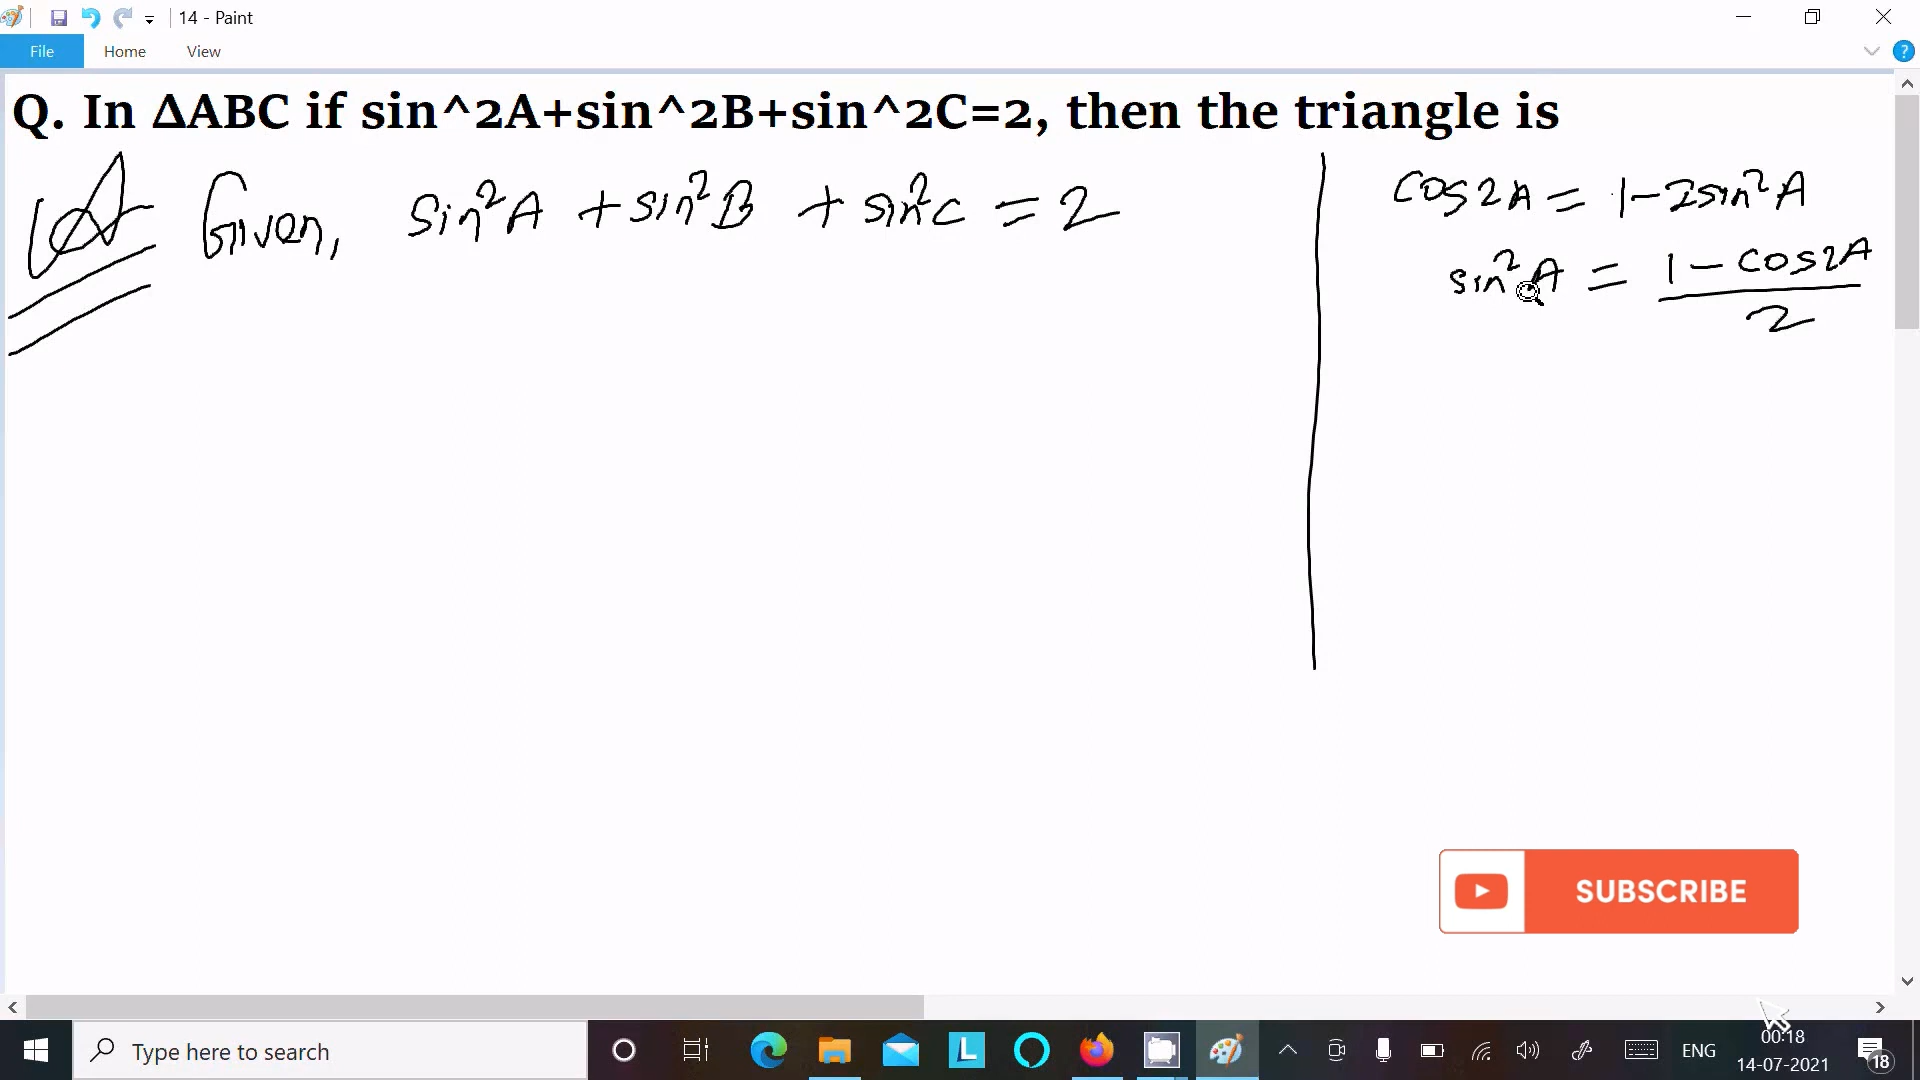 14 - Paint
File Home View
Q. In ΔABC if sin^2A+sin^2B+sin^2C=2, then the triangle is
Given, sin²A + sin²B + sin²C = 2
cos2A = 1-2sin²A
sin²A = 1 - cos2A / 2
SUBSCRIBE
Type here to search
L
ENG
00:18
14-07-2021
18